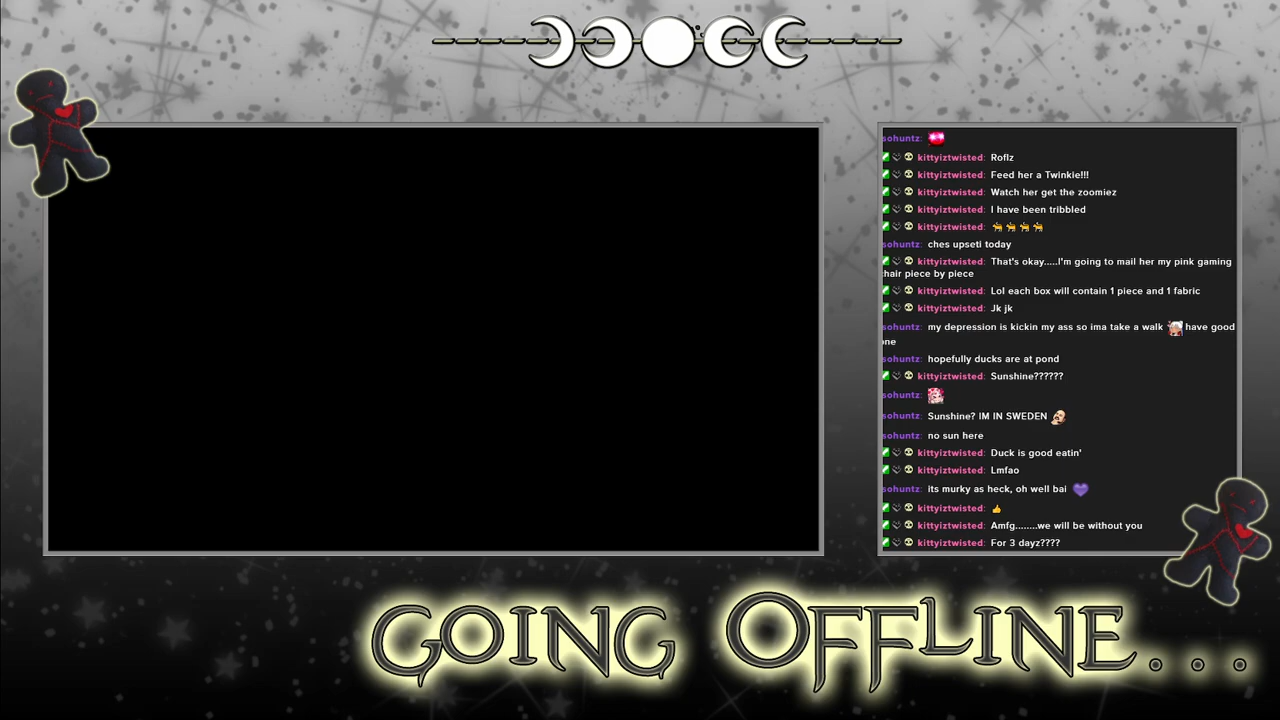 sohuntz:
kittyiztwisted: Roflz
kittyiztwisted: Feed her a Twinkie!!!
kittyiztwisted: Watch her get the zoomiez
kittyiztwisted: I have been tribbled
kittyiztwisted: 🐆🐆🐆🐆
sohuntz: ches upseti today
kittyiztwisted: That's okay.....I'm going to mail her my pink gaming
hair piece by piece
kittyiztwisted: Lol each box will contain 1 piece and 1 fabric
kittyiztwisted: Jk jk
sohuntz: my depression is kickin my ass so ima take a walk have good
one
sohuntz: hopefully ducks are at pond
kittyiztwisted: Sunshine??????
sohuntz:
sohuntz: Sunshine? IM IN SWEDEN
sohuntz: no sun here
kittyiztwisted: Duck is good eatin'
kittyiztwisted: Lmfao
sohuntz: its murky as heck, oh well bai
kittyiztwisted: 👍
kittyiztwisted: Amfg........we will be without you
kittyiztwisted: For 3 dayz????
GOING OFFLINE...